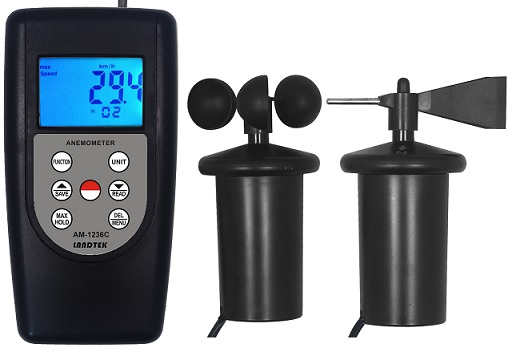 max
km/h
Speed
29.4
M 02
ANEMOMETER
FUNCTION
UNIT
SAVE
READ
MAX
HOLD
DEL
MENU
AM-1236C
LANDTEK